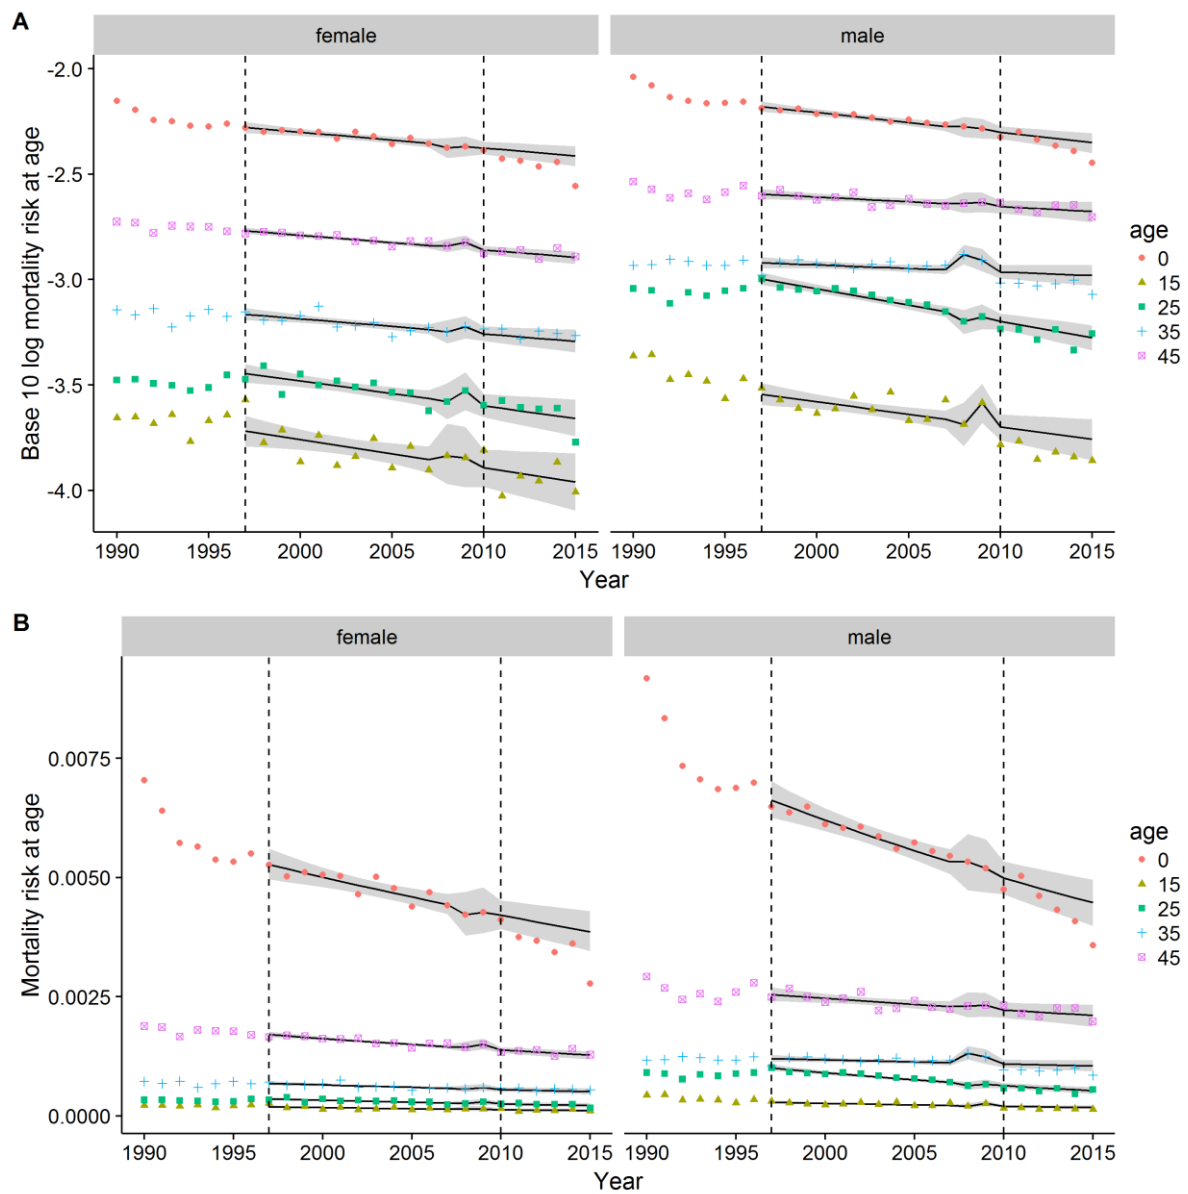 A
female
male
Base 10 log mortality risk at age
-2.0
-2.5
-3.0
-3.5
-4.0
1990 1995 2000 2005 2010 2015
1990 1995 2000 2005 2010 2015
Year
age
0
15
25
35
45
B
female
male
Mortality risk at age
0.0075
0.0050
0.0025
0.0000
1990 1995 2000 2005 2010 2015
1990 1995 2000 2005 2010 2015
Year
age
0
15
25
35
45